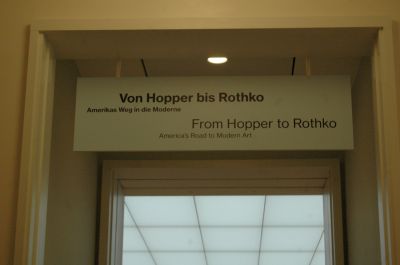 Von Hopper bis Rothko
Amerikas Weg in die Moderne
From Hopper to Rothko
America's Road to Modern Art